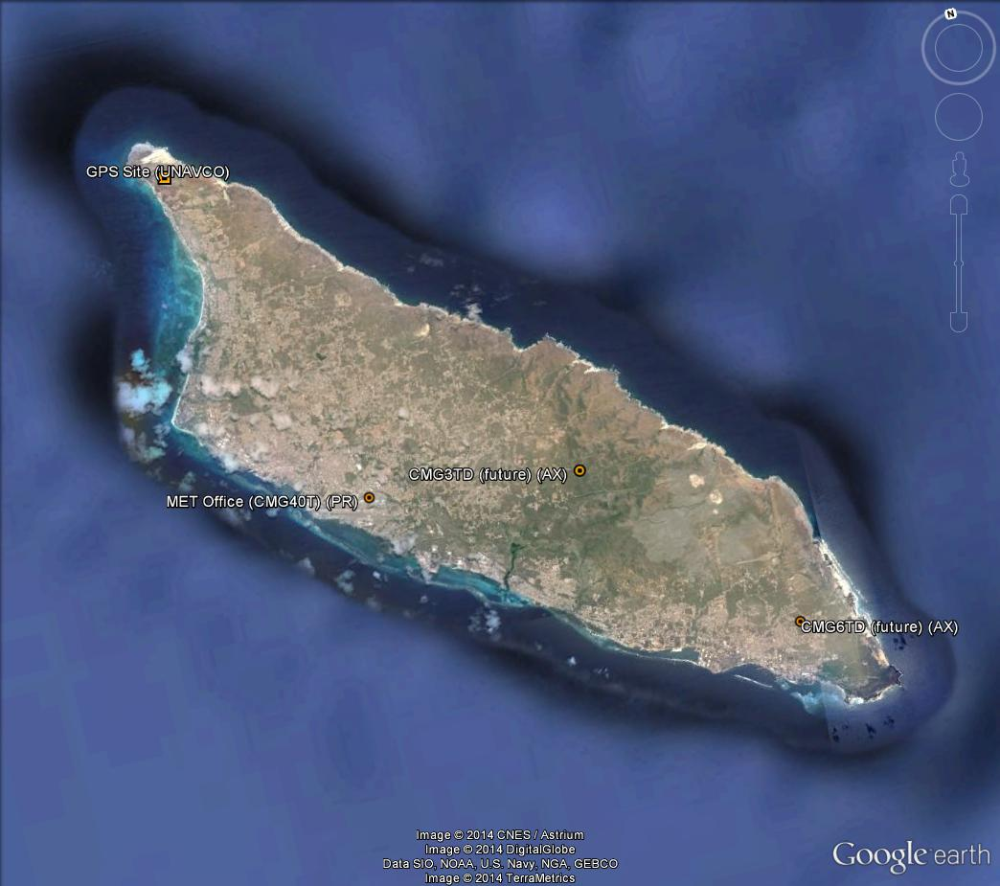 N
GPS Site (UNAVCO)
CMG3TD (future) (AX)
MET Office (CMG40T) (PR)
CMG6TD (future) (AX)
Image © 2014 CNES / Astrium
Image © 2014 DigitalGlobe
Data SIO, NOAA, U.S. Navy, NGA, GEBCO
Image © 2014 TerraMetrics
Google earth